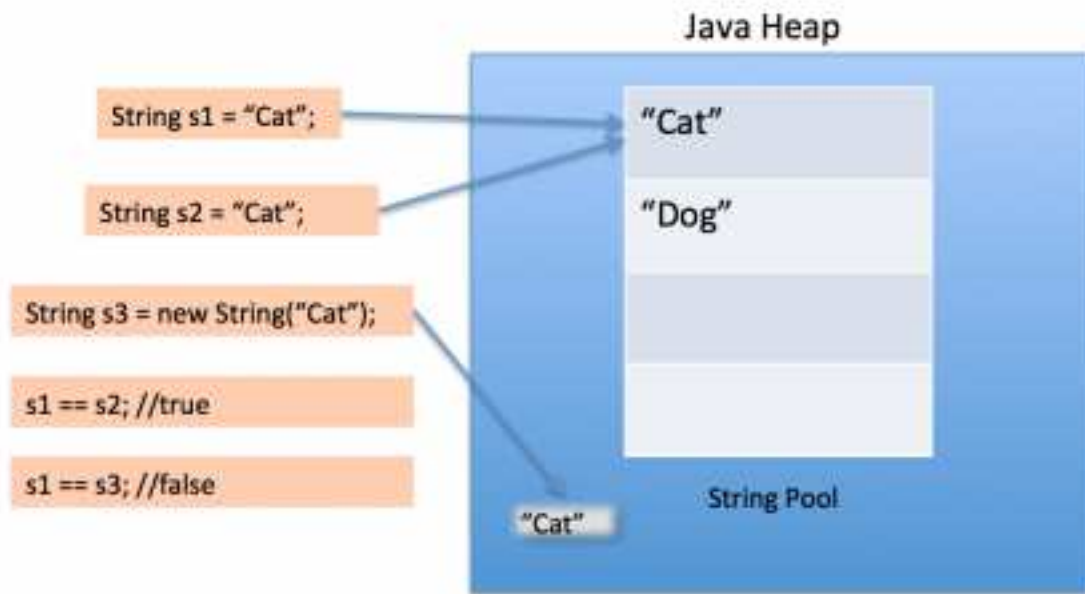 Java Heap
String s1 = “Cat”;
String s2 = “Cat”;
String s3 = new String(“Cat”);
s1 == s2; //true
s1 == s3; //false
“Cat”
“Dog”
String Pool
“Cat”